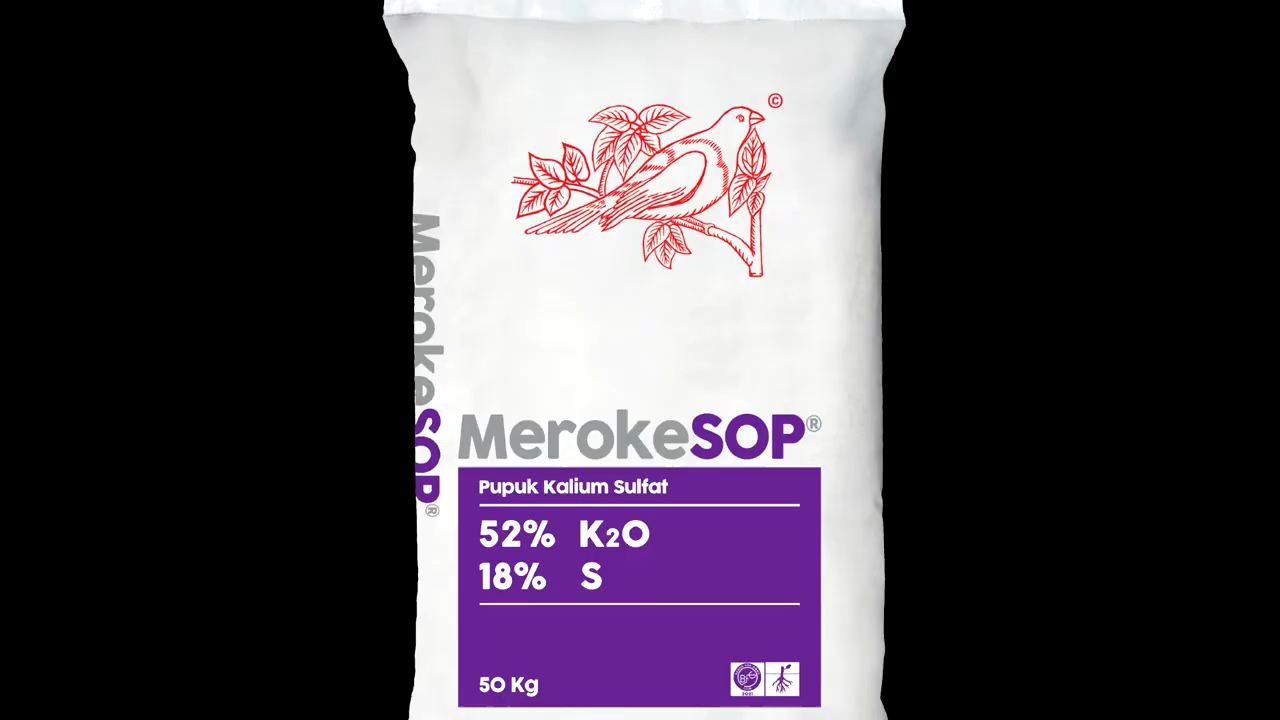 ©
MerokeSOP®
MerokeSOP®
Pupuk Kalium Sulfat
52% K2O
18% S
50 Kg